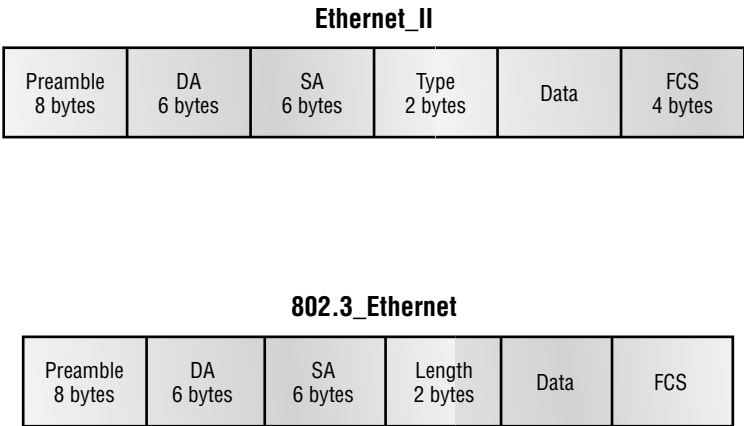 Ethernet_II
Preamble
8 bytes
DA
6 bytes
SA
6 bytes
Type
2 bytes
Data
FCS
4 bytes
802.3_Ethernet
Preamble
8 bytes
DA
6 bytes
SA
6 bytes
Length
2 bytes
Data
FCS